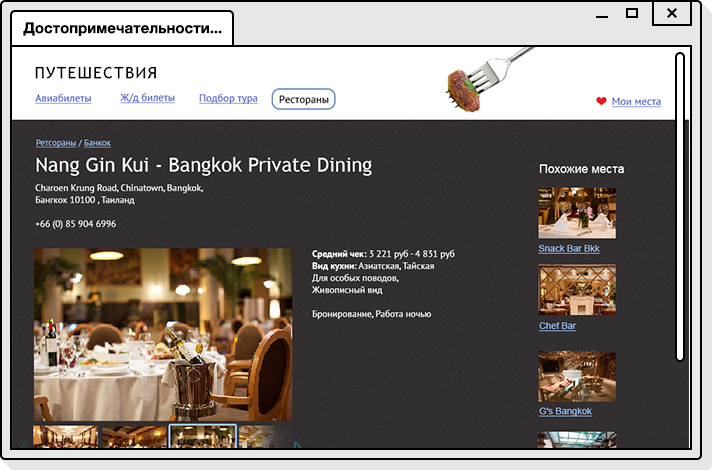 Достопримечательности...
ПУТЕШЕСТВИЯ
Авиабилеты Ж/д билеты Подбор тура Рестораны
Мои места
Ретсораны / Банкок
Nang Gin Kui - Bangkok Private Dining
Charoen Krung Road, Chinatown, Bangkok,
Бангкок 10100 , Таиланд
+66 (0) 85 904 6996
Средний чек: 3 221 руб - 4 831 руб
Вид кухни: Азиатская, Тайская
Для особых поводов,
Живописный вид
Бронирование, Работа ночью
Похожие места
Snack Bar Bkk
Chef Bar
G's Bangkok